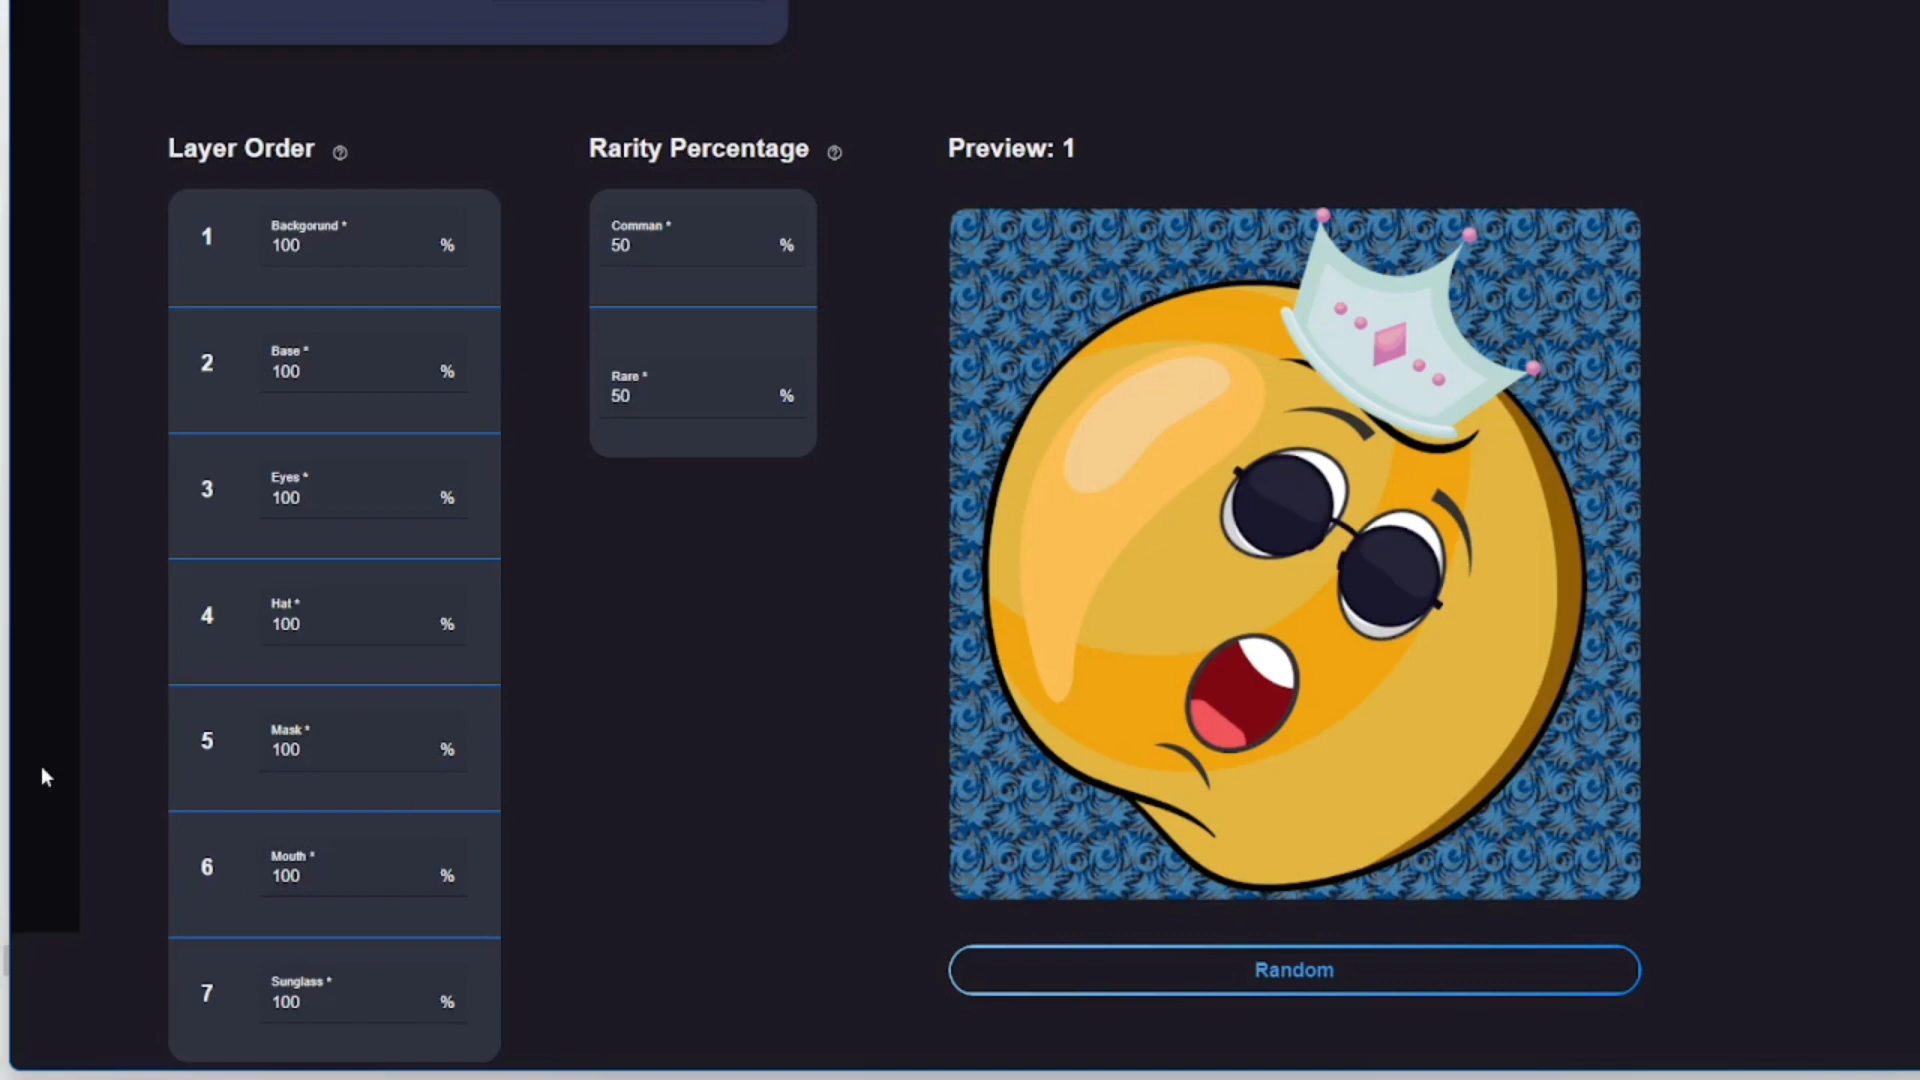 Layer Order
Rarity Percentage
Preview: 1
1
Backgorund *
100
%
2
Base *
100
%
3
Eyes *
100
%
4
Hat *
100
%
5
Mask *
100
%
6
Mouth *
100
%
7
Sunglass *
100
%
Comman *
50
%
Rare *
50
%
Random